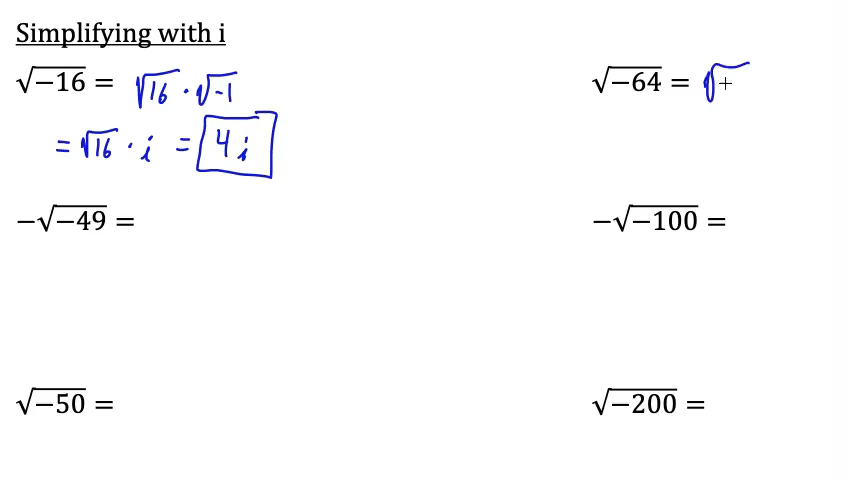 Simplifying with i
√−16 = √16 · √-1
= √16 · i = 4i
√−64 = √
−√−49 =
−√−100 =
√−50 =
√−200 =